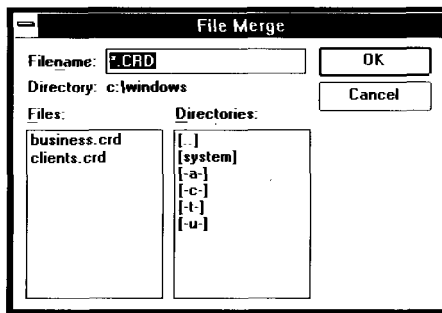 File Merge
Filename: *.CRD
OK
Directory: c:\windows
Cancel
Files:
Directories:
business.crd
clients.crd
[..]
[system]
[-a-]
[-c-]
[-t-]
[-u-]